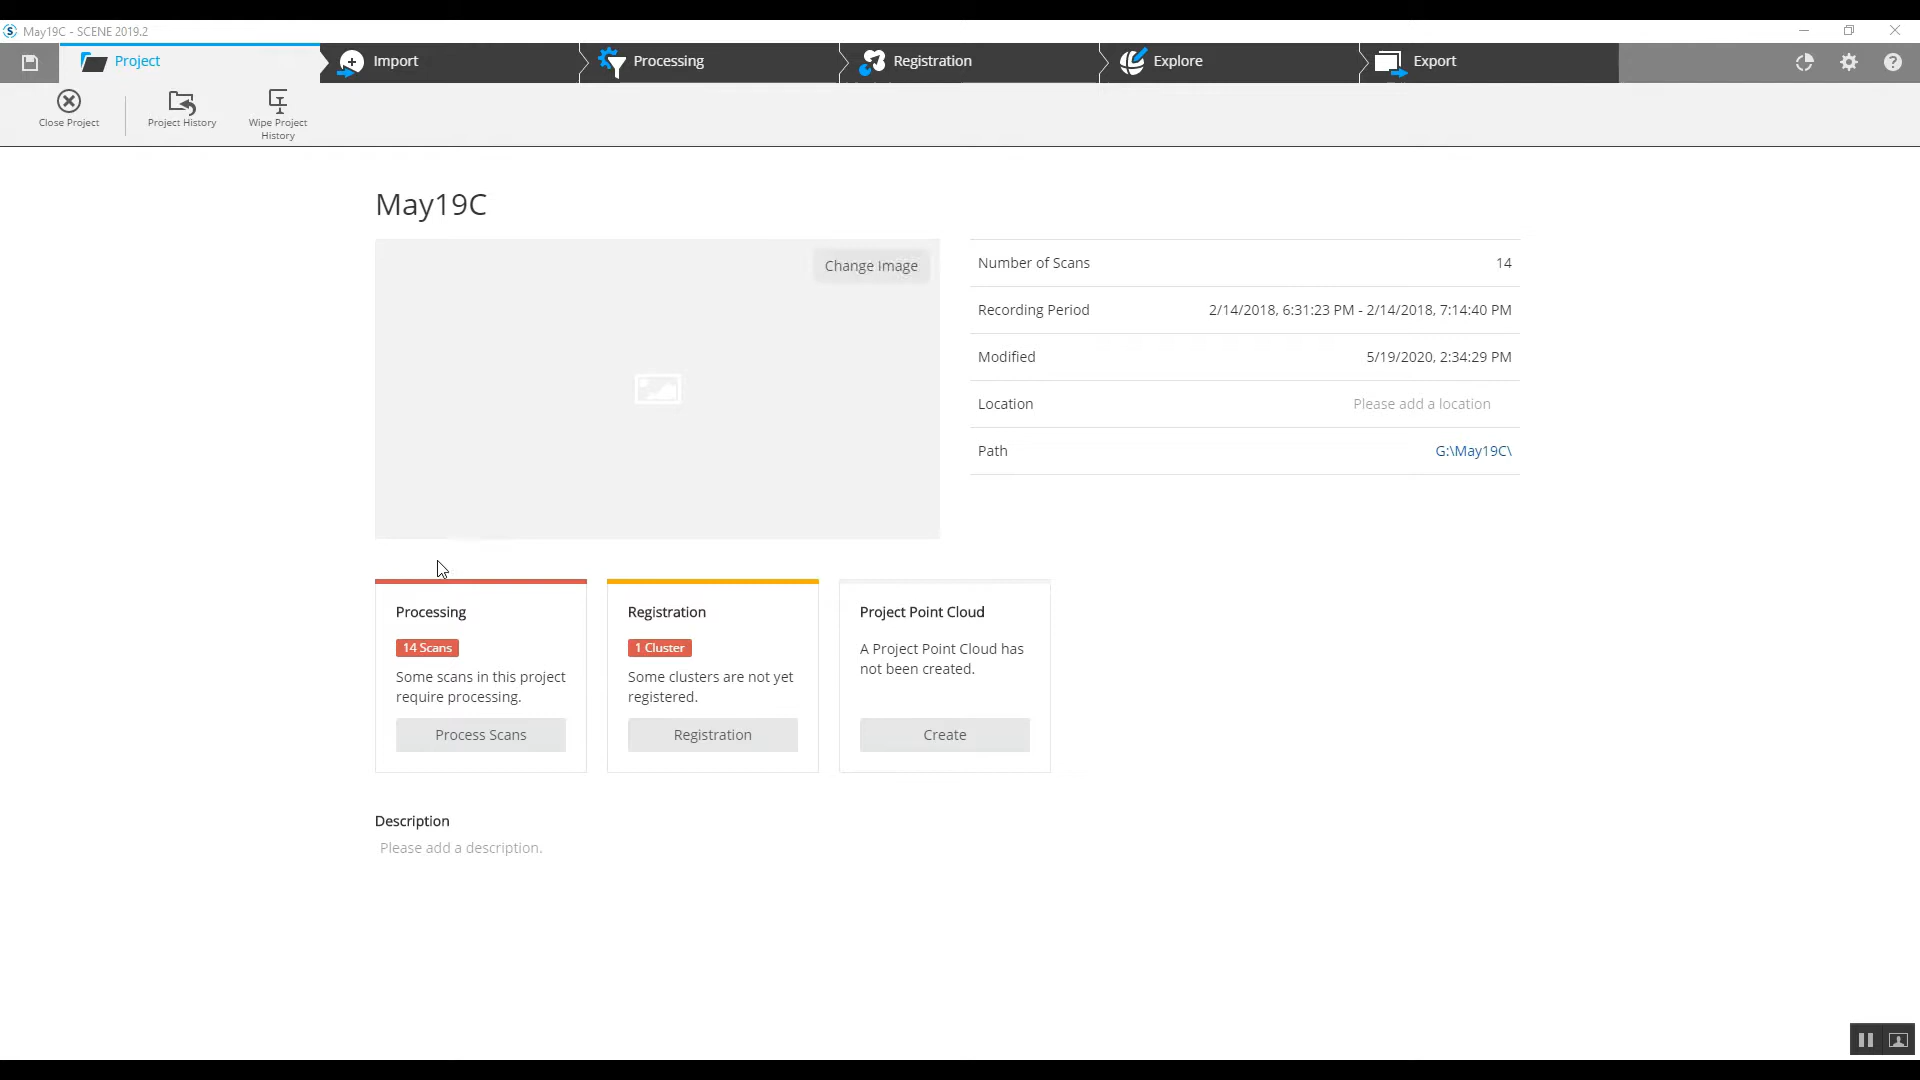 May19C - SCENE 2019.2
Project
Import
Processing
Registration
Explore
Export
Close Project
Project History
Wipe Project
History
May19C
Change Image
Number of Scans 14
Recording Period 2/14/2018, 6:31:23 PM - 2/14/2018, 7:14:40 PM
Modified 5/19/2020, 2:34:29 PM
Location Please add a location
Path G:\May19C\
Processing
14 Scans
Some scans in this project
require processing.
Process Scans
Registration
1 Cluster
Some clusters are not yet
registered.
Registration
Project Point Cloud
A Project Point Cloud has
not been created.
Create
Description
Please add a description.